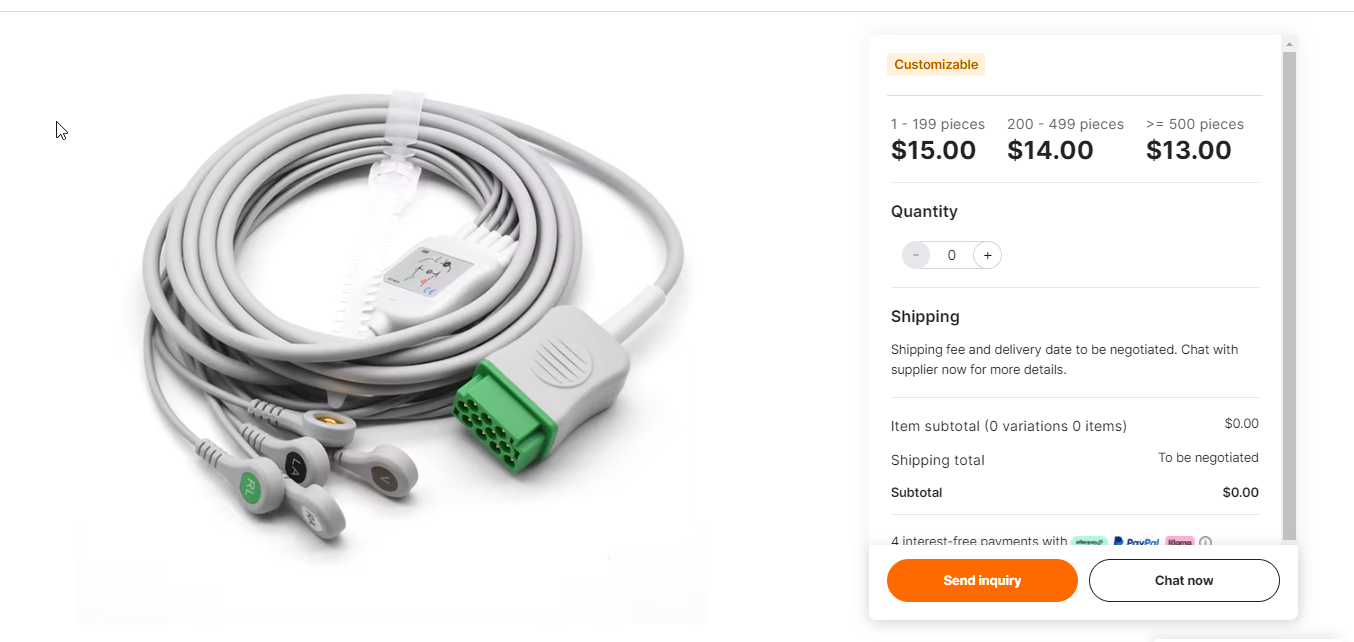 Customizable
1 - 199 pieces
$15.00
200 - 499 pieces
$14.00
>= 500 pieces
$13.00
Quantity
- 0 +
Shipping
Shipping fee and delivery date to be negotiated. Chat with
supplier now for more details.
Item subtotal (0 variations 0 items) $0.00
Shipping total To be negotiated
Subtotal $0.00
4 interest-free payments with afterpay PayPal Klarna
Send inquiry
Chat now
LA
V
RL
RA
CE